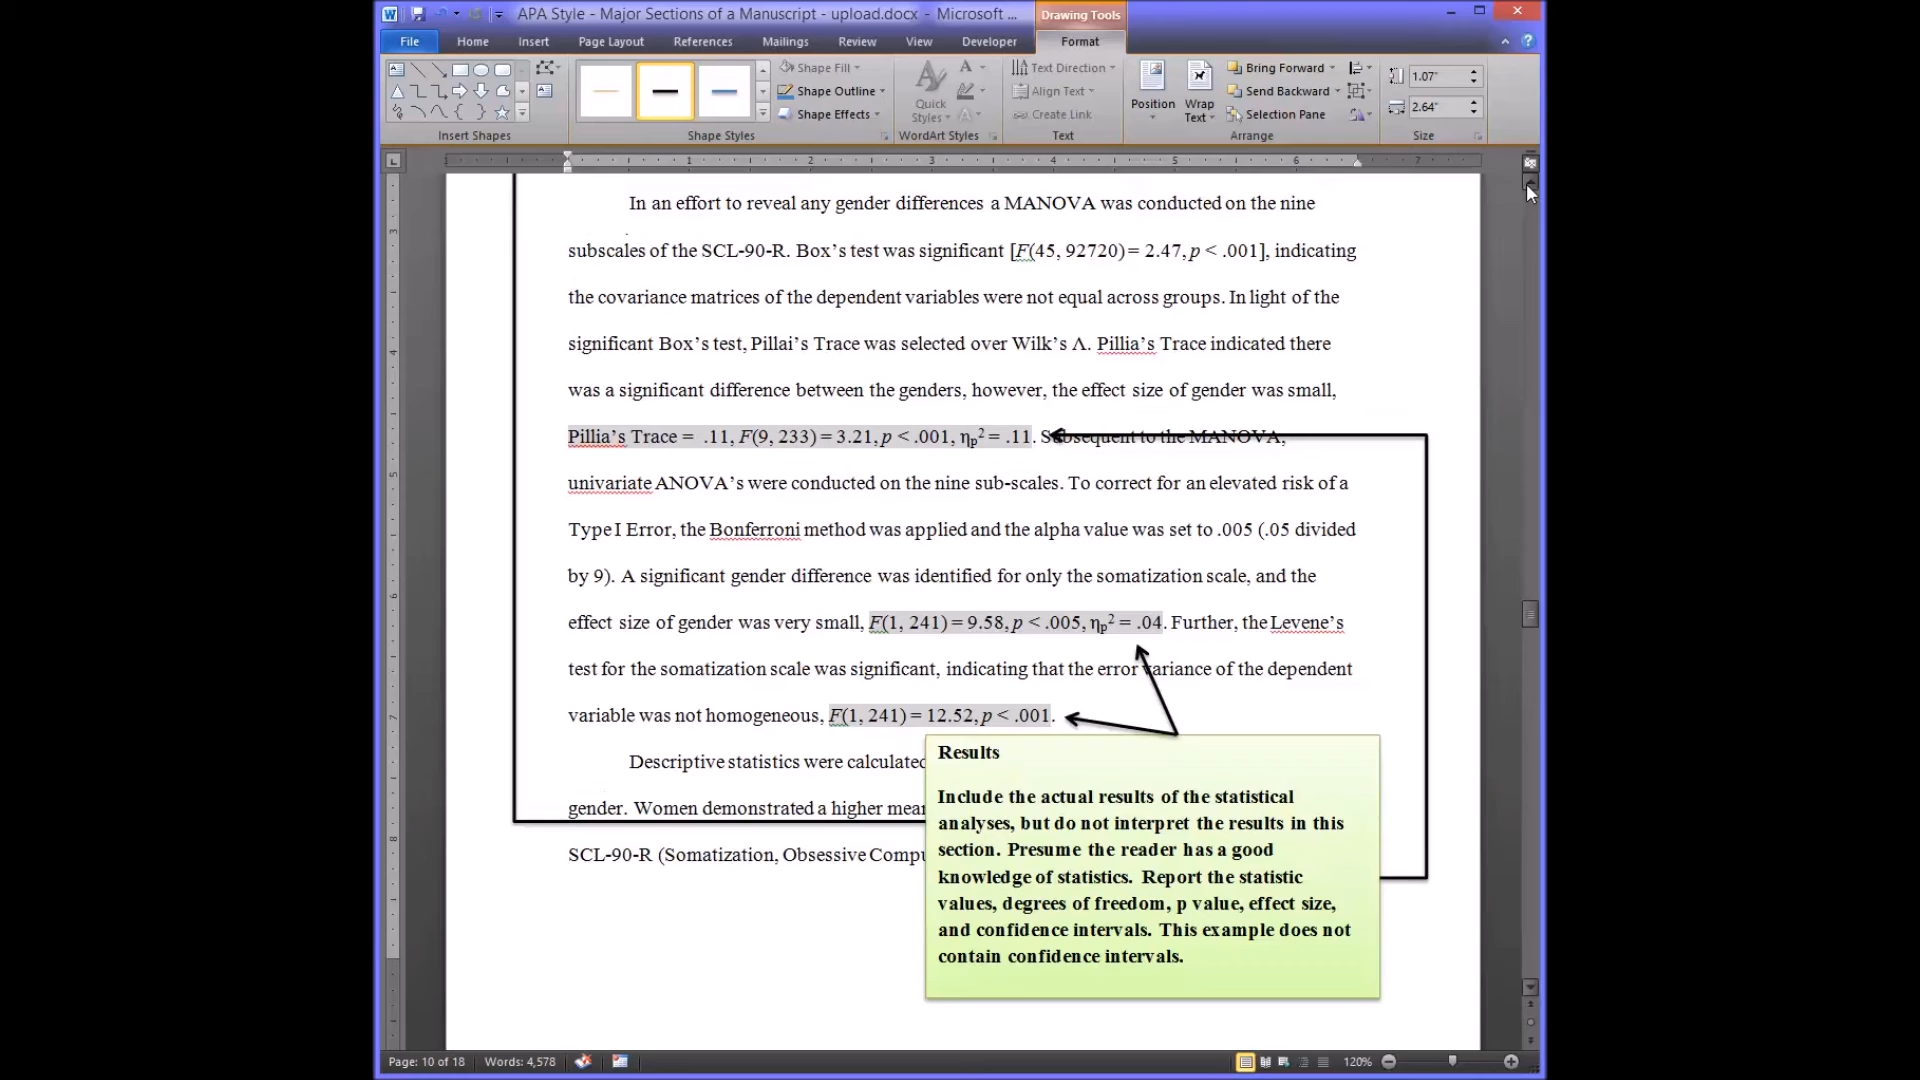 APA Style - Major Sections of a Manuscript - upload.docx - Microsoft ...
Drawing Tools
File Home Insert Page Layout References Mailings Review View Developer Format
Shape Fill
Shape Outline
Shape Effects
Quick Styles
Text Direction
Align Text
Create Link
Position
Wrap Text
Bring Forward
Send Backward
Selection Pane
1.07"
2.64"
Insert Shapes Shape Styles WordArt Styles Text Arrange Size
1 2 3 4 5 6 7
In an effort to reveal any gender differences a MANOVA was conducted on the nine
subscales of the SCL-90-R. Box's test was significant [F(45, 92720) = 2.47, p < .001], indicating
the covariance matrices of the dependent variables were not equal across groups. In light of the
significant Box's test, Pillai's Trace was selected over Wilk's Λ. Pillia's Trace indicated there
was a significant difference between the genders, however, the effect size of gender was small,
Pillia's Trace = .11, F(9, 233) = 3.21, p < .001, ηp² = .11. Subsequent to the MANOVA,
univariate ANOVA's were conducted on the nine sub-scales. To correct for an elevated risk of a
Type I Error, the Bonferroni method was applied and the alpha value was set to .005 (.05 divided
by 9). A significant gender difference was identified for only the somatization scale, and the
effect size of gender was very small, F(1, 241) = 9.58, p < .005, ηp² = .04. Further, the Levene's
test for the somatization scale was significant, indicating that the error variance of the dependent
variable was not homogeneous, F(1, 241) = 12.52, p < .001.
Descriptive statistics were calculated
gender. Women demonstrated a higher mean
SCL-90-R (Somatization, Obsessive Compu
Results
Include the actual results of the statistical
analyses, but do not interpret the results in this
section. Presume the reader has a good
knowledge of statistics. Report the statistic
values, degrees of freedom, p value, effect size,
and confidence intervals. This example does not
contain confidence intervals.
Page: 10 of 18 Words: 4,578 120%